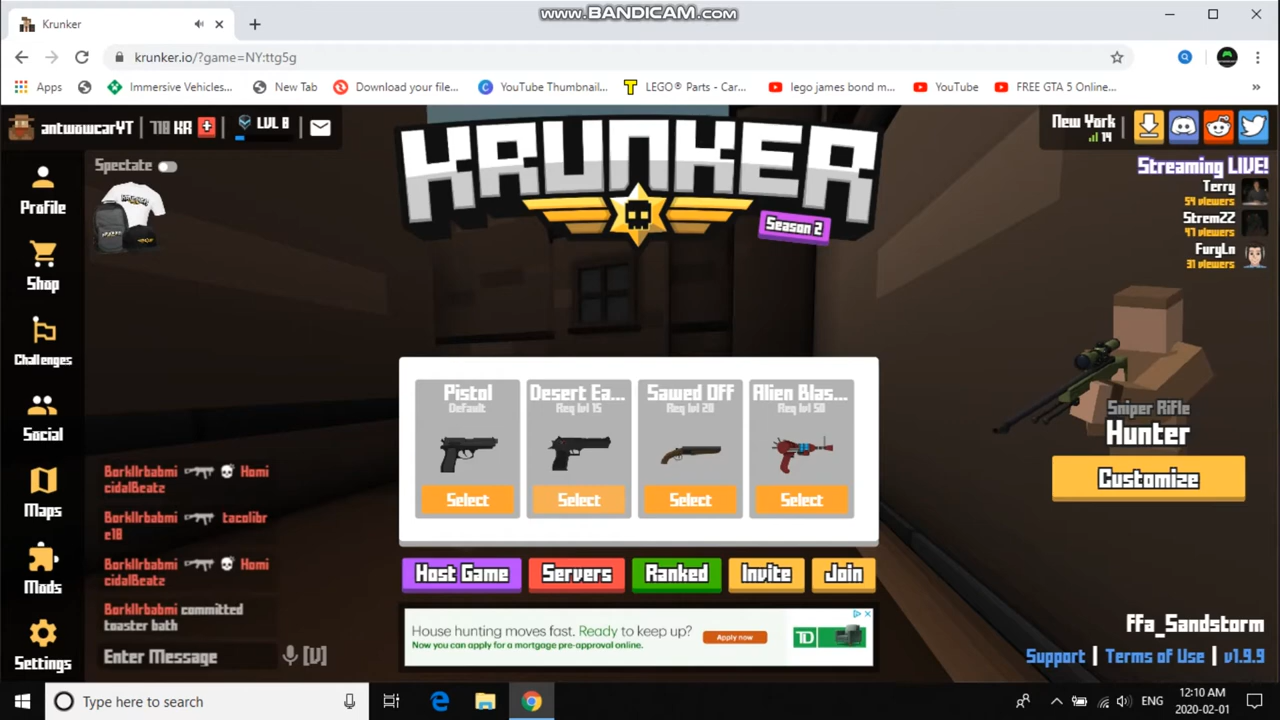 www.BANDICAM.com
Krunker
krunker.io/?game=NY:ttg5g
Apps
Immersive Vehicles...
New Tab
Download your file...
YouTube Thumbnail...
LEGO® Parts - Car...
lego james bond m...
YouTube
FREE GTA 5 Online...
antwowcarYT
718 KR
LVL 8
New York
14
Spectate
KRUNKER
Season 2
Streaming LIVE!
Terry
54 viewers
Strem22
47 viewers
FuryLn
31 viewers
Profile
Shop
Challenges
Social
Maps
Mods
Settings
Pistol
Default
Select
Desert Ea...
Req lvl 15
Select
Sawed Off
Req lvl 20
Select
Alien Blas...
Req lvl 50
Select
Sniper Rifle
Hunter
Customize
BorkIIrbabmi Homi
cidalBeatz
BorkIIrbabmi tacolibr
e18
BorkIIrbabmi Homi
cidalBeatz
BorkIIrbabmi committed
toaster bath
Enter Message
[V]
Host Game
Servers
Ranked
Invite
Join
House hunting moves fast. Ready to keep up?
Now you can apply for a mortgage pre-approval online.
Apply now
TD
ffa_Sandstorm
Support | Terms of Use | v1.9.9
Type here to search
ENG
12:10 AM
2020-02-01